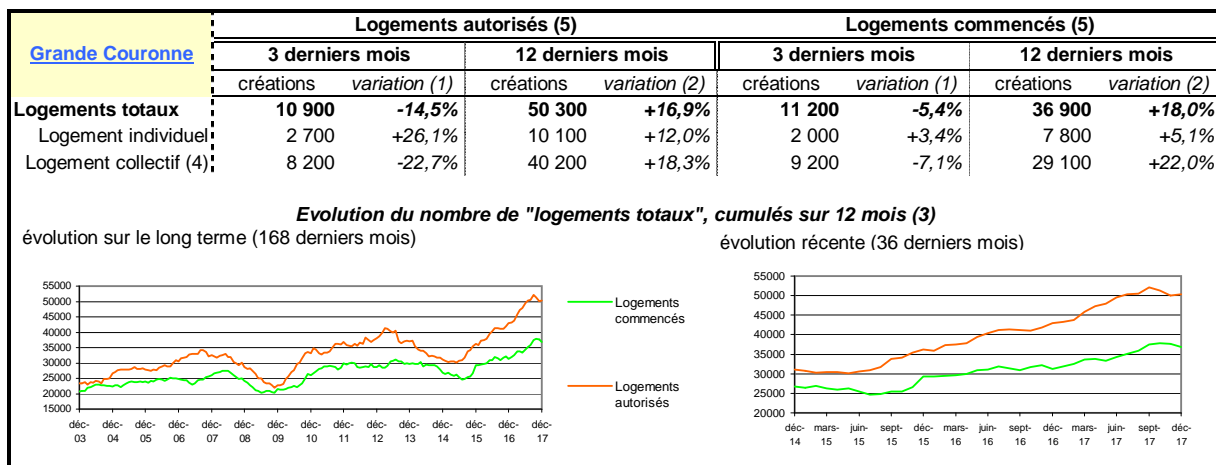 Grande Couronne
Logements autorisés (5) Logements commencés (5)
3 derniers mois 12 derniers mois 3 derniers mois 12 derniers mois
créations variation (1) créations variation (2) créations variation (1) créations variation (2)
Logements totaux 10 900 -14,5% 50 300 +16,9% 11 200 -5,4% 36 900 +18,0%
Logement individuel 2 700 +26,1% 10 100 +12,0% 2 000 +3,4% 7 800 +5,1%
Logement collectif (4) 8 200 -22,7% 40 200 +18,3% 9 200 -7,1% 29 100 +22,0%
Evolution du nombre de "logements totaux", cumulés sur 12 mois (3)
évolution sur le long terme (168 derniers mois)
55000
50000
45000
40000
35000
30000
25000
20000
15000
déc- déc- déc- déc- déc- déc- déc- déc- déc- déc- déc- déc- déc- déc- déc-
03 04 05 06 07 08 09 10 11 12 13 14 15 16 17
Logements
commencés
Logements
autorisés
évolution récente (36 derniers mois)
55000
50000
45000
40000
35000
30000
25000
20000
déc- mars- juin- sept- déc- mars- juin- sept- déc- mars- juin- sept- déc-
14 15 15 15 15 16 16 16 16 17 17 17 17